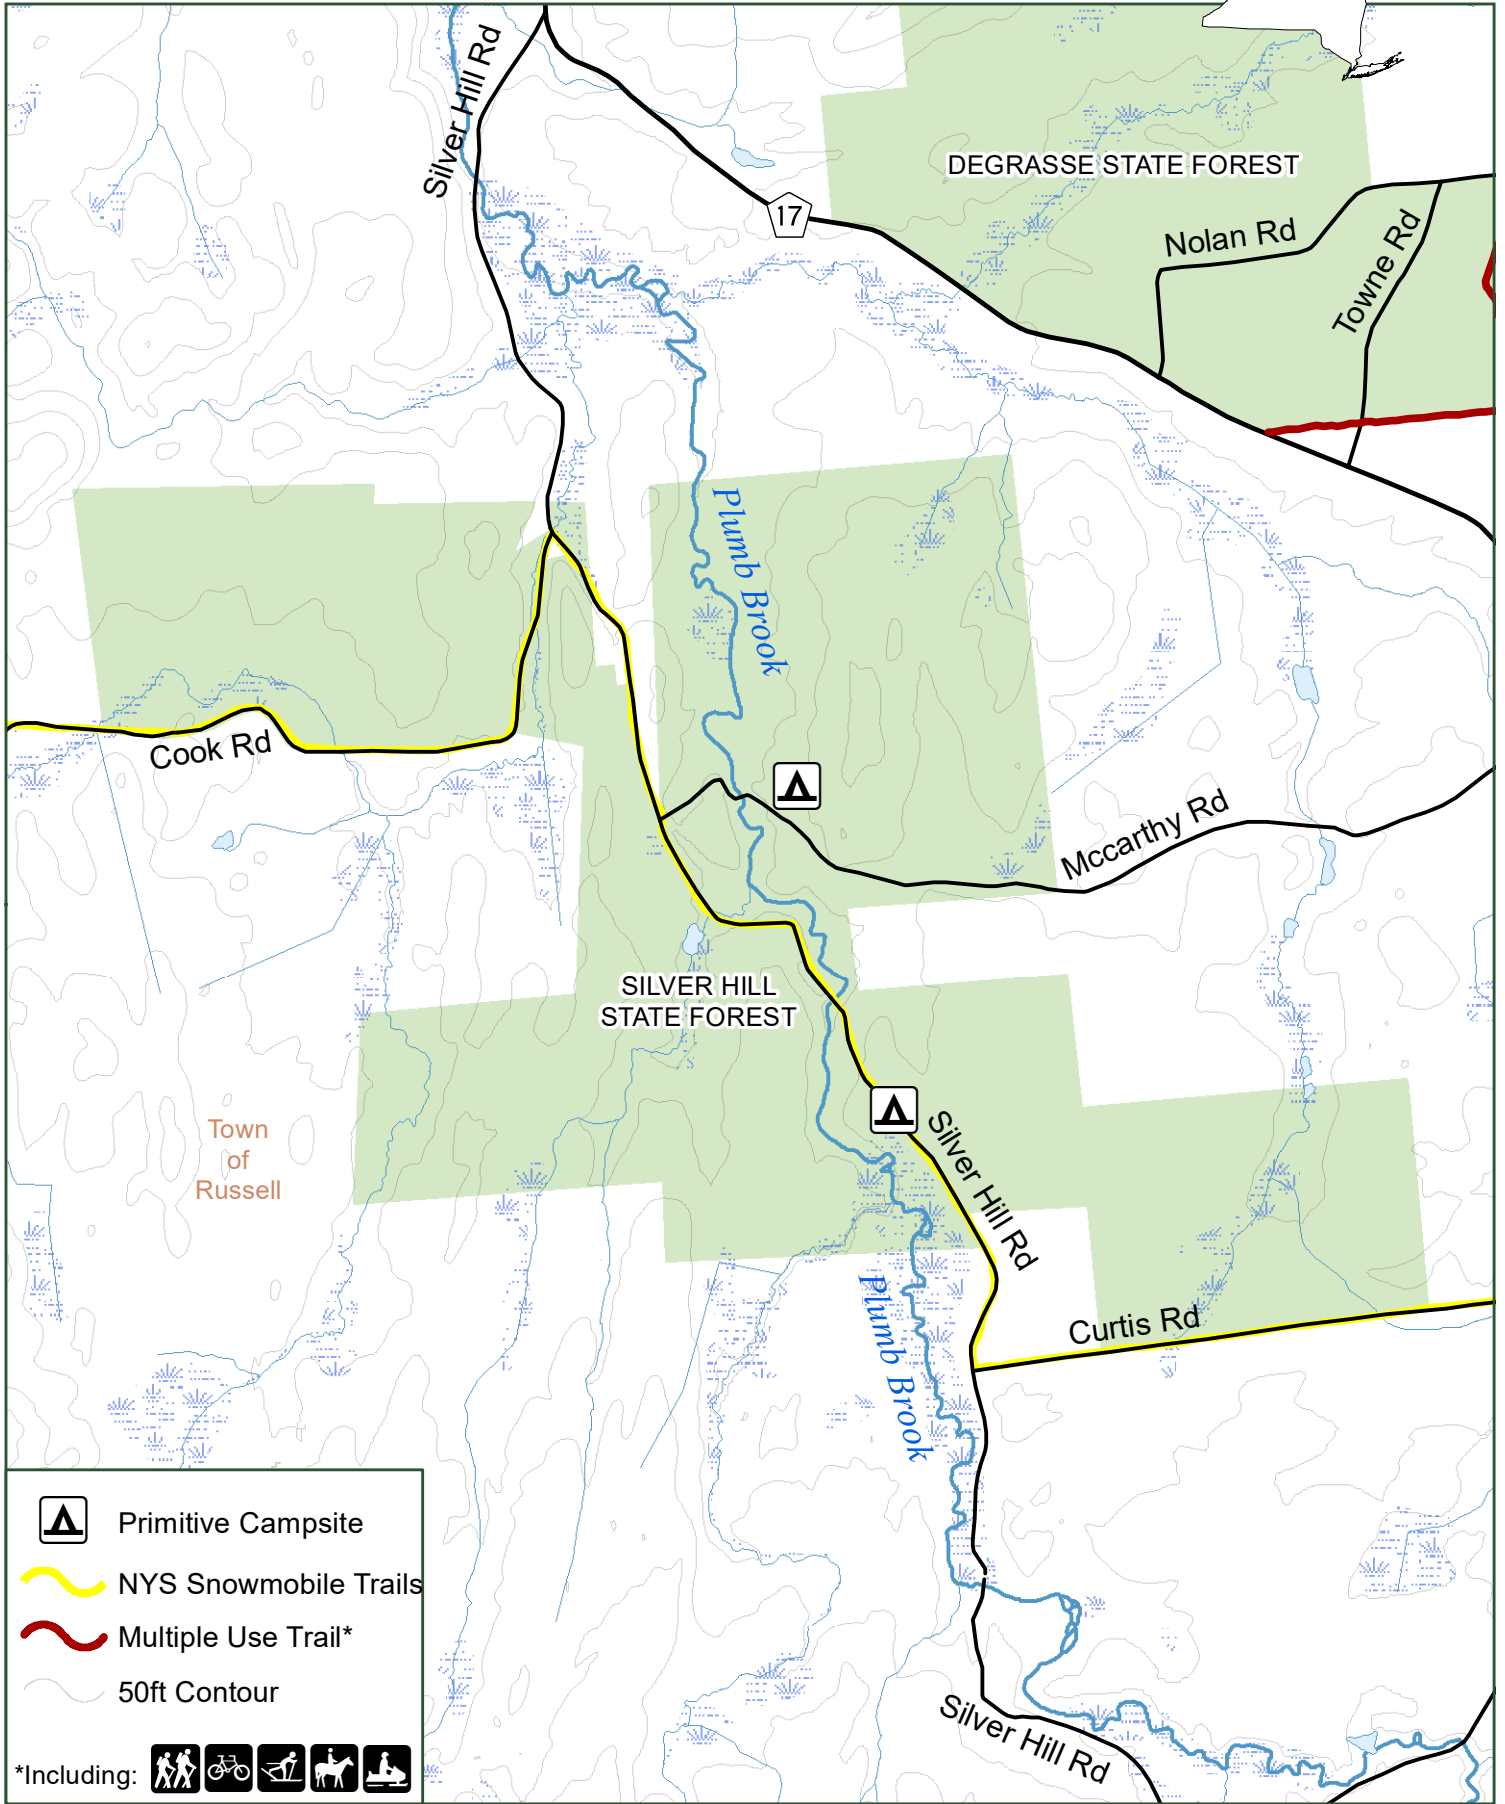 Silver Hill Rd
DEGRASSE STATE FOREST
17
Nolan Rd
Towne Rd
Plumb Brook
Cook Rd
Mccarthy Rd
SILVER HILL
STATE FOREST
Town
of
Russell
Silver Hill Rd
Curtis Rd
Plumb Brook
Silver Hill Rd
Primitive Campsite
NYS Snowmobile Trails
Multiple Use Trail*
50ft Contour
*Including: